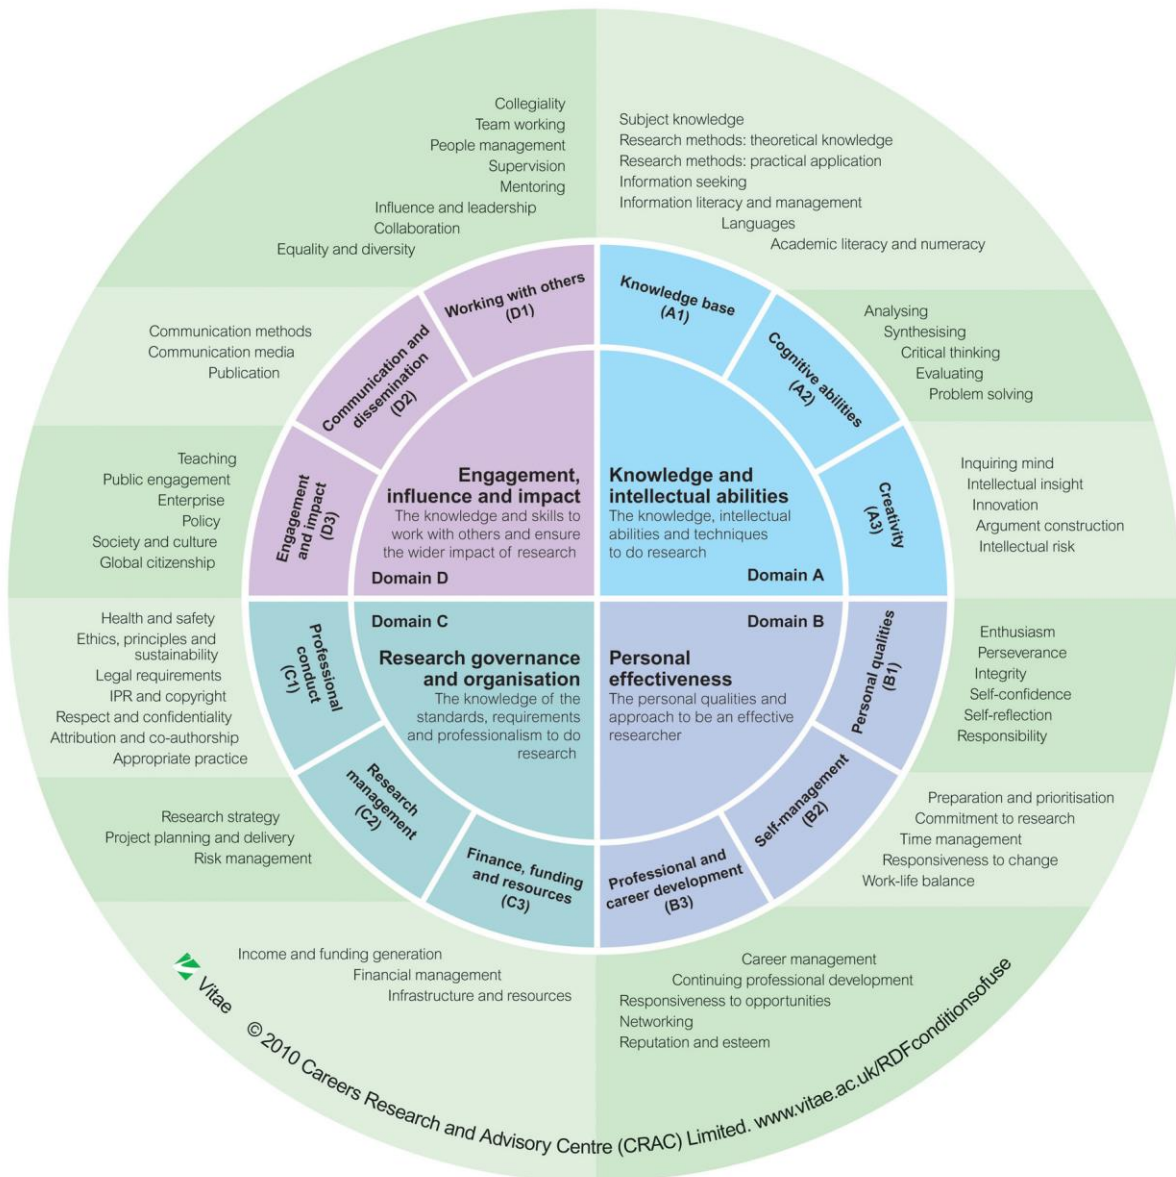 Collegiality
Team working
People management
Supervision
Mentoring
Influence and leadership
Collaboration
Equality and diversity
Subject knowledge
Research methods: theoretical knowledge
Research methods: practical application
Information seeking
Information literacy and management
Languages
Academic literacy and numeracy
Working with others
(D1)
Knowledge base
(A1)
Communication methods
Communication media
Publication
Communication and
dissemination
(D2)
Cognitive abilities
(A2)
Analysing
Synthesising
Critical thinking
Evaluating
Problem solving
Teaching
Public engagement
Enterprise
Policy
Society and culture
Global citizenship
Engagement
and impact
(D3)
Engagement,
influence and impact
The knowledge and skills to
work with others and ensure
the wider impact of research
Domain D
Knowledge and
intellectual abilities
The knowledge, intellectual
abilities and techniques
to do research
Domain A
Creativity
(A3)
Inquiring mind
Intellectual insight
Innovation
Argument construction
Intellectual risk
Health and safety
Ethics, principles and
sustainability
Legal requirements
IPR and copyright
Respect and confidentiality
Attribution and co-authorship
Appropriate practice
Professional
conduct
(C1)
Domain C
Research governance
and organisation
The knowledge of the
standards, requirements
and professionalism to do
research
Domain B
Personal
effectiveness
The personal qualities and
approach to be an effective
researcher
Personal qualities
(B1)
Enthusiasm
Perseverance
Integrity
Self-confidence
Self-reflection
Responsibility
Research strategy
Project planning and delivery
Risk management
Research
management
(C2)
Self-management
(B2)
Preparation and prioritisation
Commitment to research
Time management
Responsiveness to change
Work-life balance
Finance, funding
and resources
(C3)
Professional and
career development
(B3)
Income and funding generation
Financial management
Infrastructure and resources
Career management
Continuing professional development
Responsiveness to opportunities
Networking
Reputation and esteem
Vitae © 2010 Careers Research and Advisory Centre (CRAC) Limited. www.vitae.ac.uk/RDFconditionsofuse